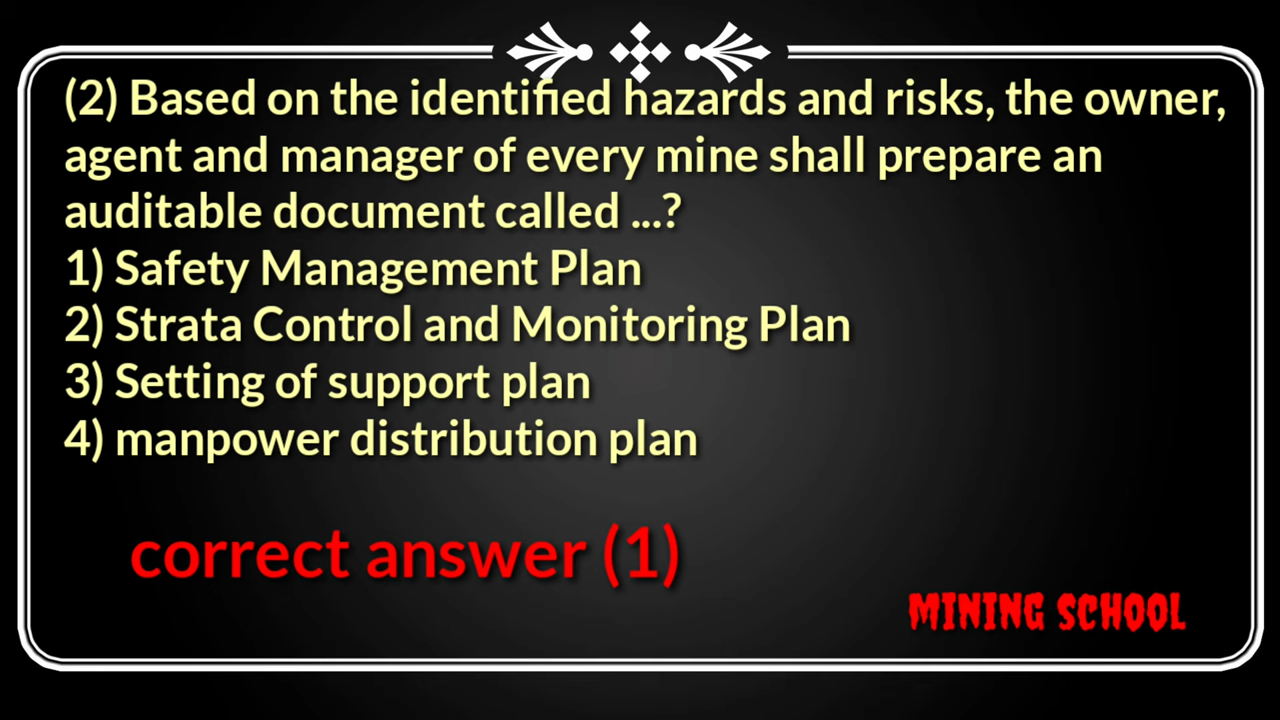 (2) Based on the identified hazards and risks, the owner,
agent and manager of every mine shall prepare an
auditable document called ...?
1) Safety Management Plan
2) Strata Control and Monitoring Plan
3) Setting of support plan
4) manpower distribution plan
correct answer (1)
MINING SCHOOL